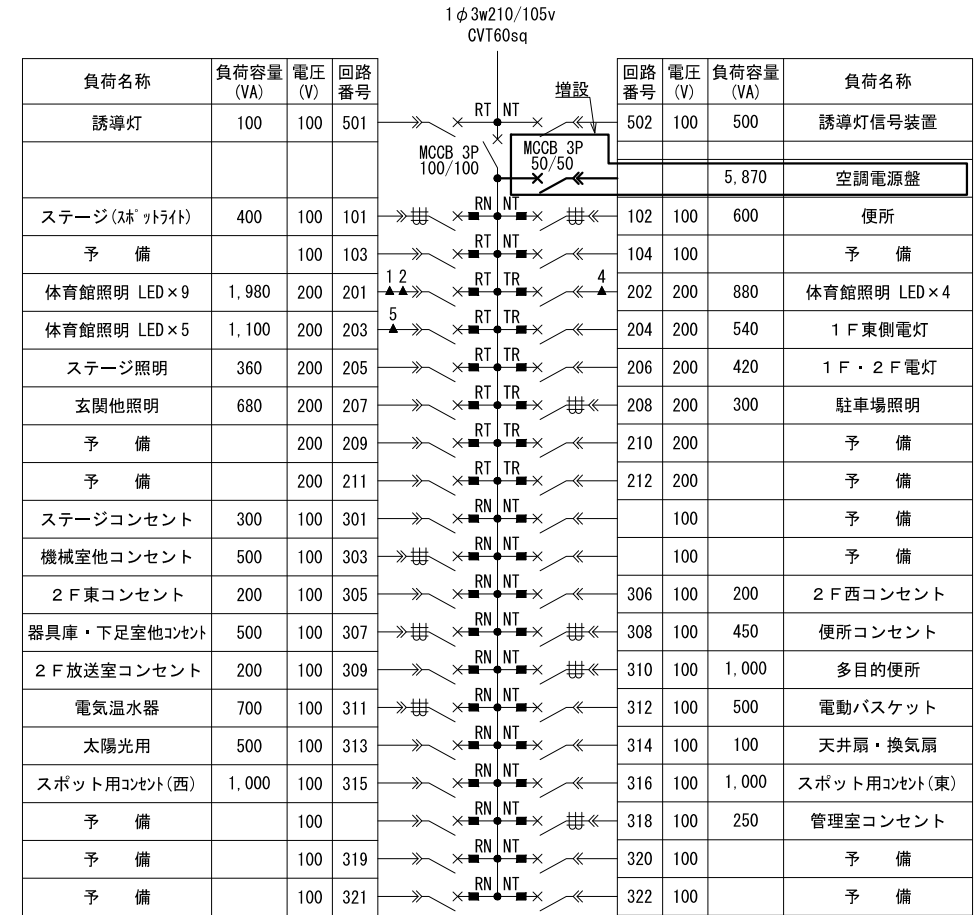 1φ3w210/105v
CVT60sq
負荷名称 負荷容量(VA) 電圧(V) 回路番号 増設 回路番号 電圧(V) 負荷容量(VA) 負荷名称
誘導灯 100 100 501 RT NT 502 100 500 誘導灯信号装置
MCCB 3P 100/100 MCCB 3P 50/50 5,870 空調電源盤
ステージ(スポットライト) 400 100 101 RN NT 102 100 600 便所
予 備 100 103 RT NT 104 100 予 備
体育館照明 LED×9 1,980 200 201 1 2 RT TR 4 202 200 880 体育館照明 LED×4
体育館照明 LED×5 1,100 200 203 5 RT TR 204 200 540 1F東側電灯
ステージ照明 360 200 205 RT TR 206 200 420 1F・2F電灯
玄関他照明 680 200 207 RT TR 208 200 300 駐車場照明
予 備 200 209 RT TR 210 200 予 備
予 備 200 211 RT TR 212 200 予 備
ステージコンセント 300 100 301 RN NT 100 予 備
機械室他コンセント 500 100 303 RN NT 100 予 備
2F東コンセント 200 100 305 RN NT 306 100 200 2F西コンセント
器具庫・下足室他コンセント 500 100 307 RN NT 308 100 450 便所コンセント
2F放送室コンセント 200 100 309 RN NT 310 100 1,000 多目的便所
電気温水器 700 100 311 RN NT 312 100 500 電動バスケット
太陽光用 500 100 313 RN NT 314 100 100 天井扇・換気扇
スポット用コンセント(西) 1,000 100 315 RN NT 316 100 1,000 スポット用コンセント(東)
予 備 100 RN NT 318 100 250 管理室コンセント
予 備 100 319 RN NT 320 100 予 備
予 備 100 321 RN NT 322 100 予 備